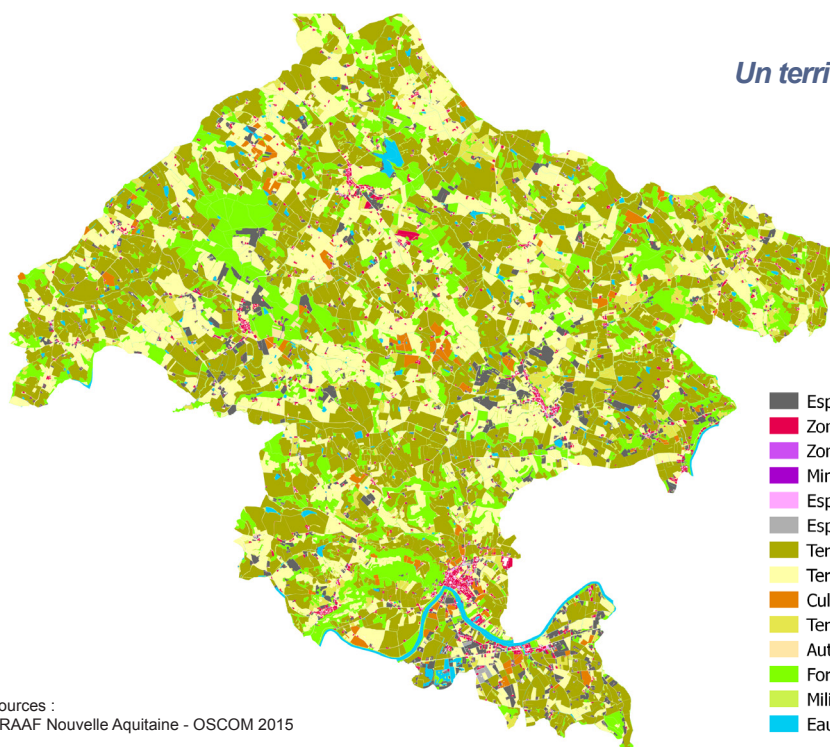 Un terri
Esp
Zon
Zon
Min
Esp
Esp
Ter
Ter
Cul
Ter
Aut
For
Mili
Eau
ources :
RAAF Nouvelle Aquitaine - OSCOM 2015